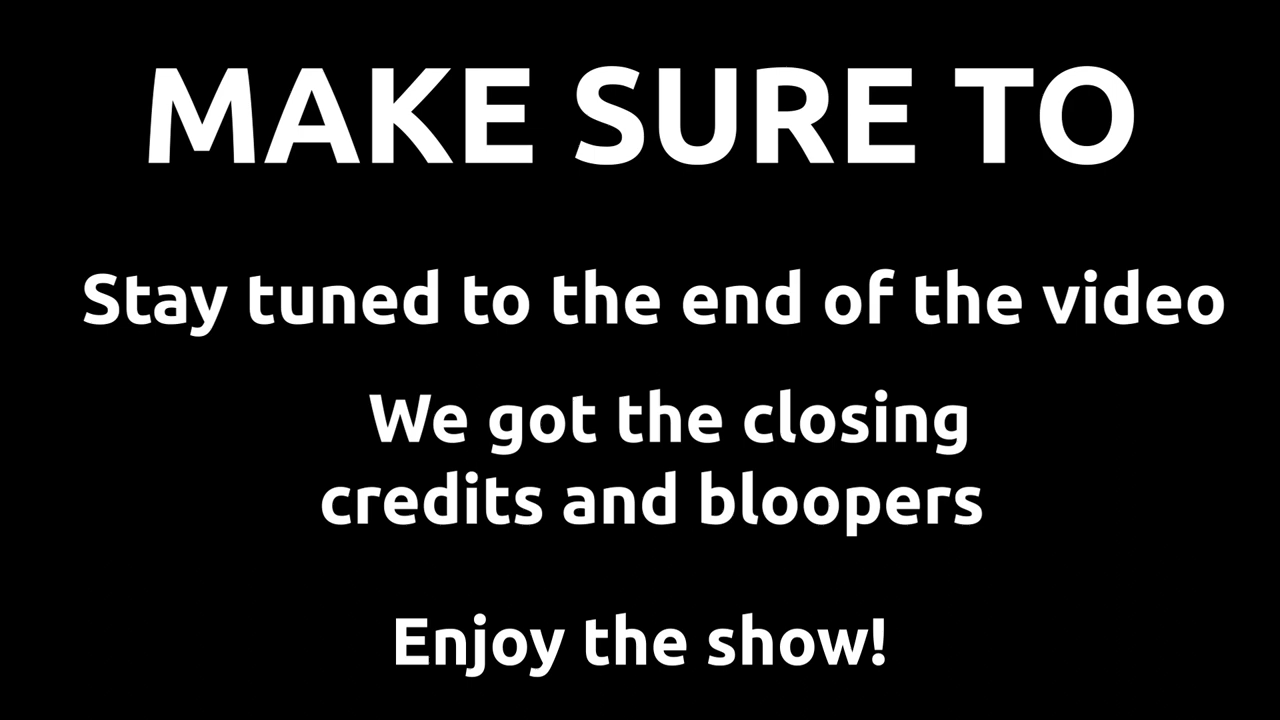 MAKE SURE TO
Stay tuned to the end of the video
We got the closing
credits and bloopers
Enjoy the show!